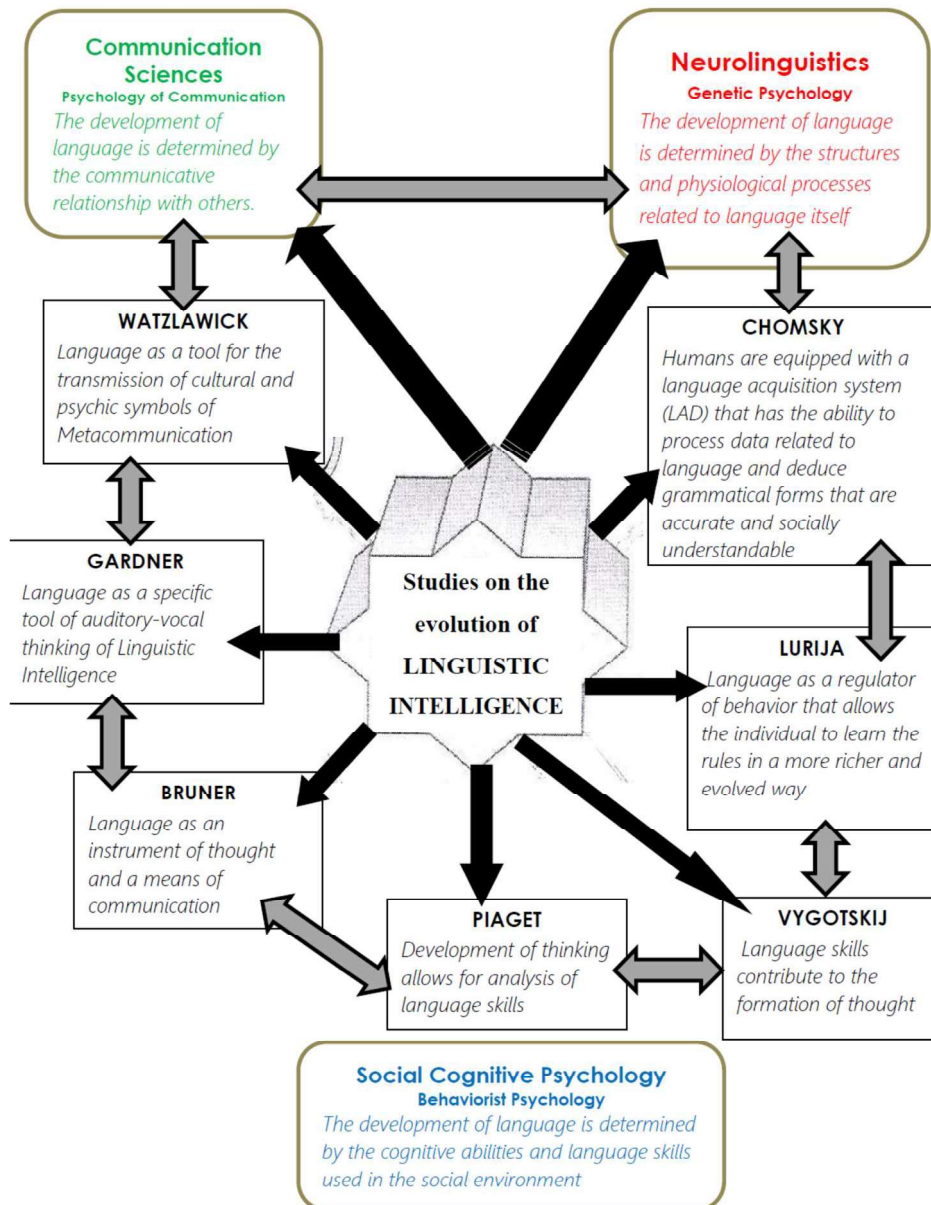 Communication
Sciences
Psychology of Communication
The development of
language is determined by
the communicative
relationship with others.
Neurolinguistics
Genetic Psychology
The development of language
is determined by the structures
and physiological processes
related to language itself
WATZLAWICK
Language as a tool for the
transmission of cultural and
psychic symbols of
Metacommunication
CHOMSKY
Humans are equipped with a
language acquisition system
(LAD) that has the ability to
process data related to
language and deduce
grammatical forms that are
accurate and socially
understandable
GARDNER
Language as a specific
tool of auditory-vocal
thinking of Linguistic
Intelligence
Studies on the
evolution of
LINGUISTIC
INTELLIGENCE
LURIJA
Language as a regulator
of behavior that allows
the individual to learn the
rules in a more richer and
evolved way
BRUNER
Language as an
instrument of thought
and a means of
communication
PIAGET
Development of thinking
allows for analysis of
language skills
VYGOTSKIJ
Language skills
contribute to the
formation of thought
Social Cognitive Psychology
Behaviorist Psychology
The development of language is determined
by the cognitive abilities and language skills
used in the social environment